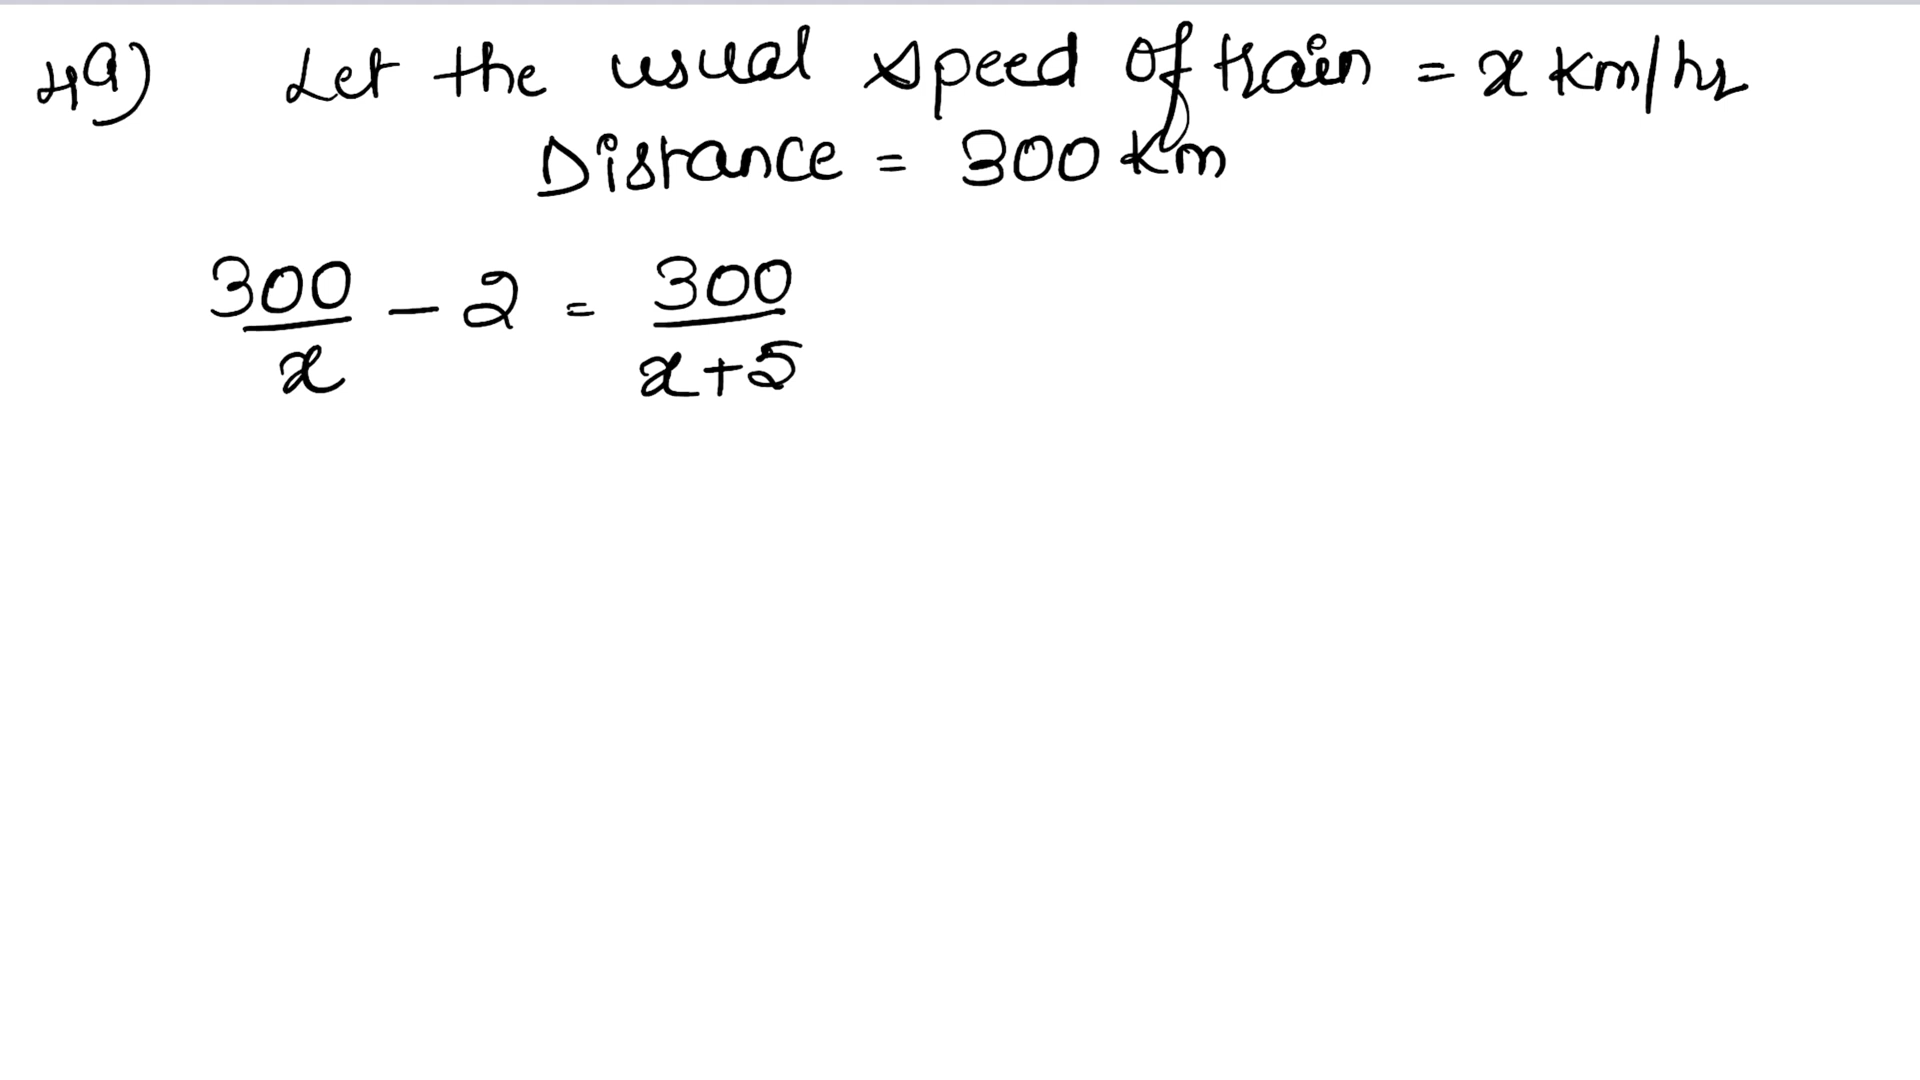 49) Let the usual speed of train = x Km/hr
Distance = 300 Km
300/x - 2 = 300/x+5